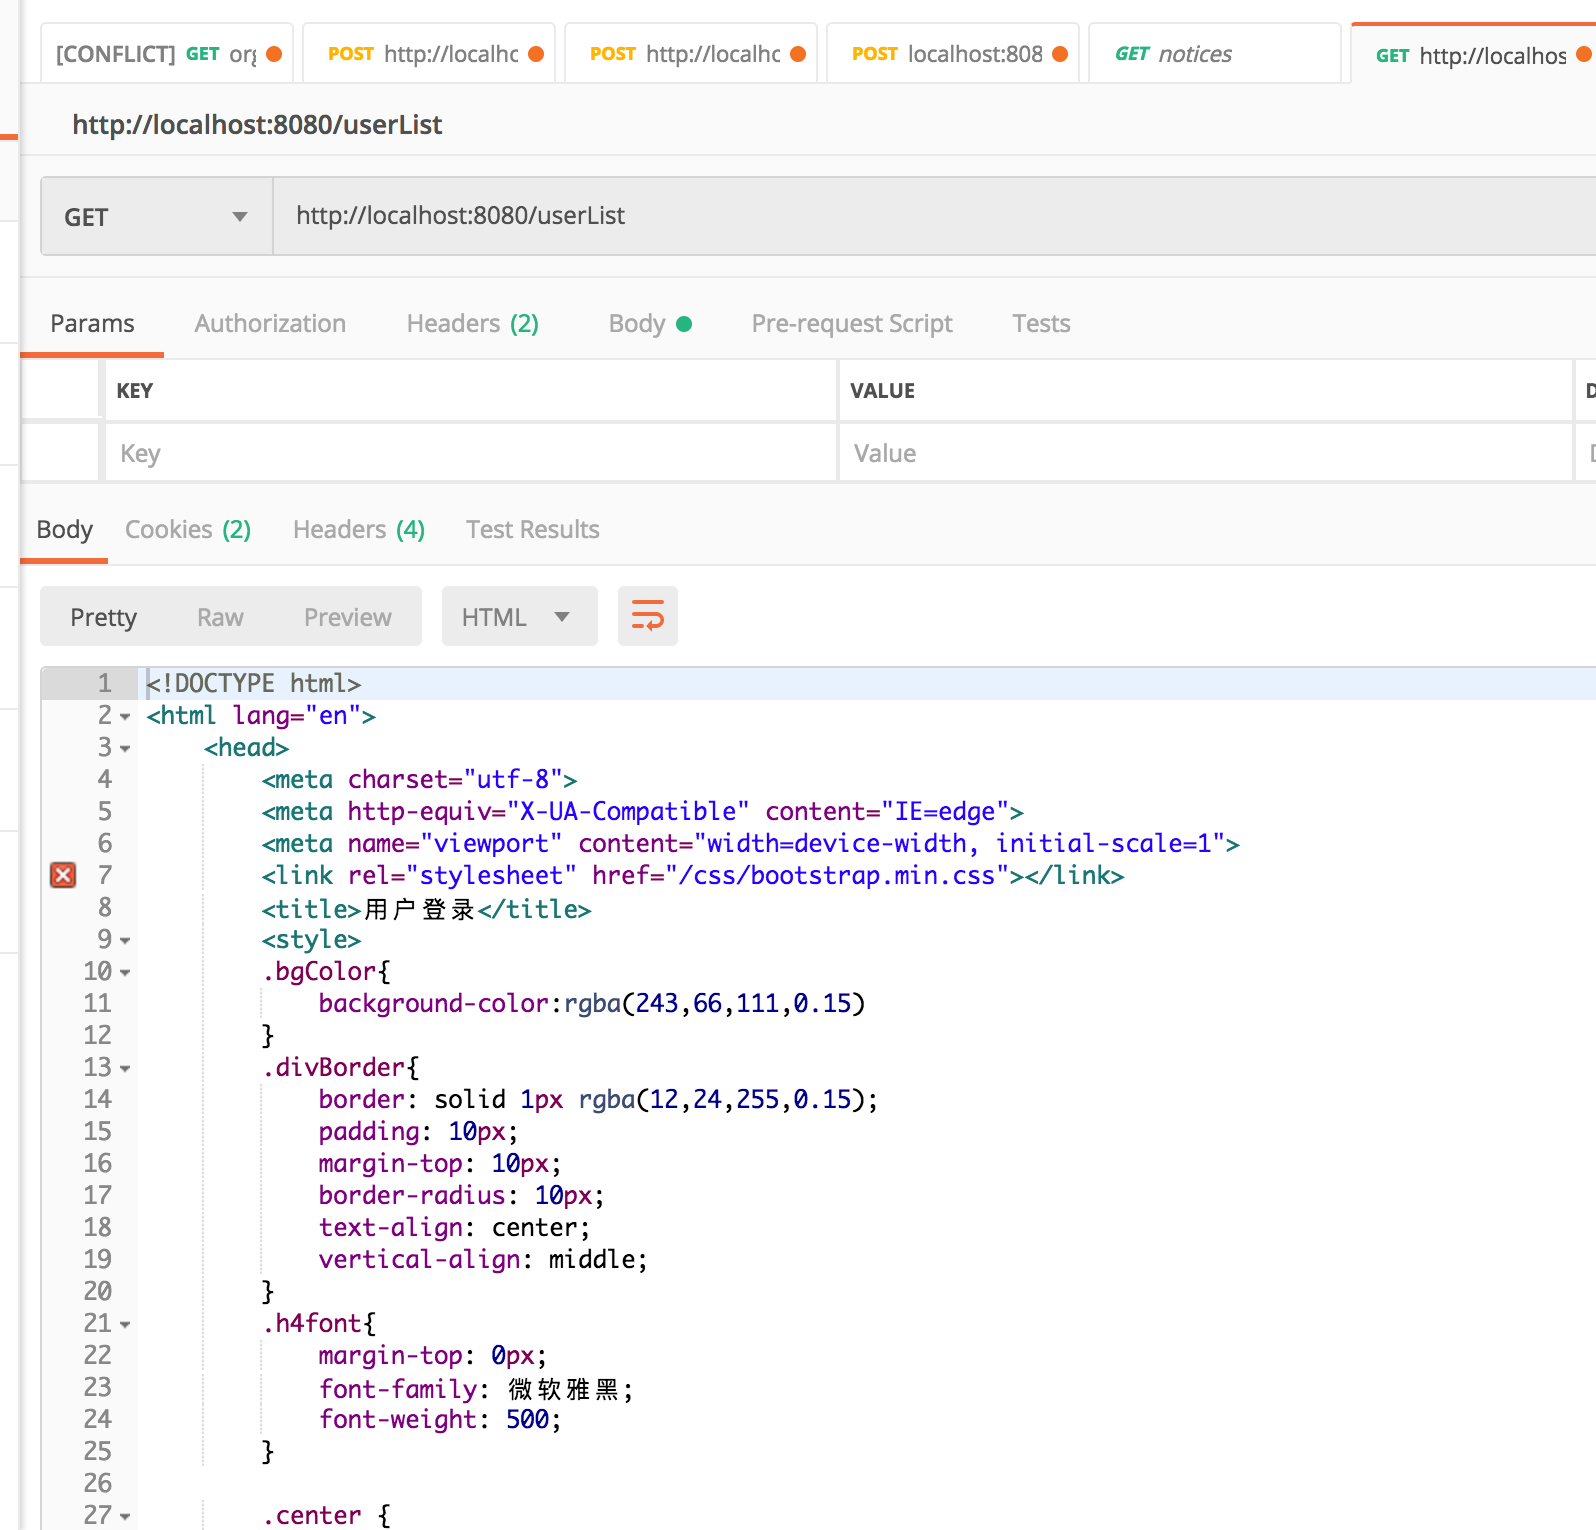 [CONFLICT] GET org POST http://localhc POST http://localhc POST localhost:808 GET notices GET http://localhos
http://localhost:8080/userList
GET http://localhost:8080/userList
Params Authorization Headers (2) Body Pre-request Script Tests
KEY VALUE D
Key Value D
Body Cookies (2) Headers (4) Test Results
Pretty Raw Preview HTML
1 <!DOCTYPE html>
2 <html lang="en">
3 <head>
4 <meta charset="utf-8">
5 <meta http-equiv="X-UA-Compatible" content="IE=edge">
6 <meta name="viewport" content="width=device-width, initial-scale=1">
7 <link rel="stylesheet" href="/css/bootstrap.min.css"></link>
8 <title>用户登录</title>
9 <style>
10 .bgColor{
11 background-color:rgba(243,66,111,0.15)
12 }
13 .divBorder{
14 border: solid 1px rgba(12,24,255,0.15);
15 padding: 10px;
16 margin-top: 10px;
17 border-radius: 10px;
18 text-align: center;
19 vertical-align: middle;
20 }
21 .h4font{
22 margin-top: 0px;
23 font-family: 微软雅黑;
24 font-weight: 500;
25 }
26
27 .center {